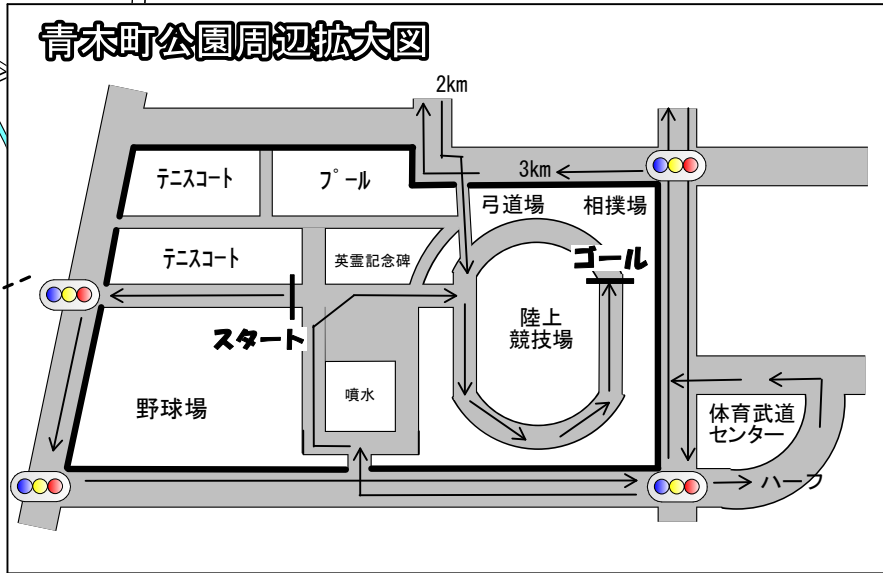 青木町公園周辺拡大図
2km
3km
テニスコート
プール
弓道場
相撲場
テニスコート
英霊記念碑
ゴール
スタート
陸上
競技場
噴水
野球場
体育武道
センター
ハーフ